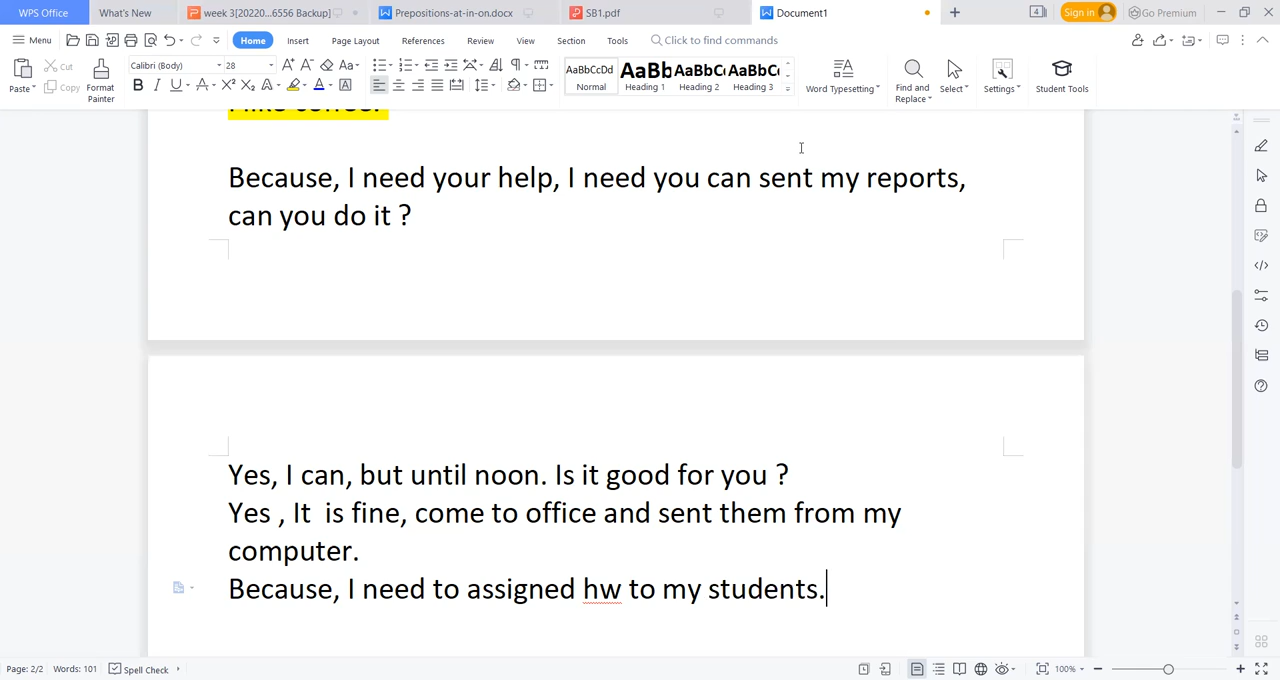 WPS Office What's New week 3[20220...6556 Backup] Prepositions-at-in-on.docx SB1.pdf Document1 4 Sign in Go Premium
Menu Home Insert Page Layout References Review View Section Tools Click to find commands
Paste Cut Copy Format Painter Calibri (Body) 28 AaBbCcDd Normal AaBb Heading 1 AaBbC Heading 2 AaBbC Heading 3 Word Typesetting Find and Replace Select Settings Student Tools
I like coffee.
Because, I need your help, I need you can sent my reports,
can you do it ?
Yes, I can, but until noon. Is it good for you ?
Yes , It  is fine, come to office and sent them from my
computer.
Because, I need to assigned hw to my students.
Page: 2/2 Words: 101 Spell Check 100%